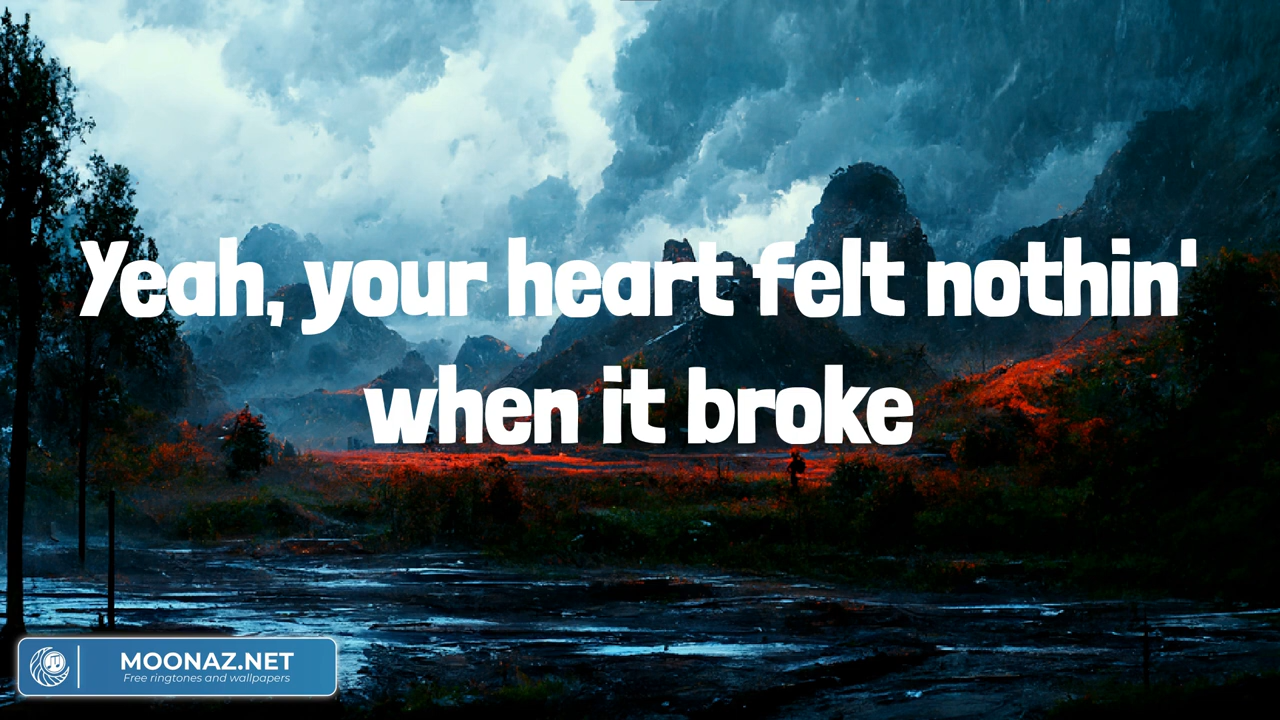 Yeah, your heart felt nothin'
when it broke
MOONAZ.NET
Free ringtones and wallpapers